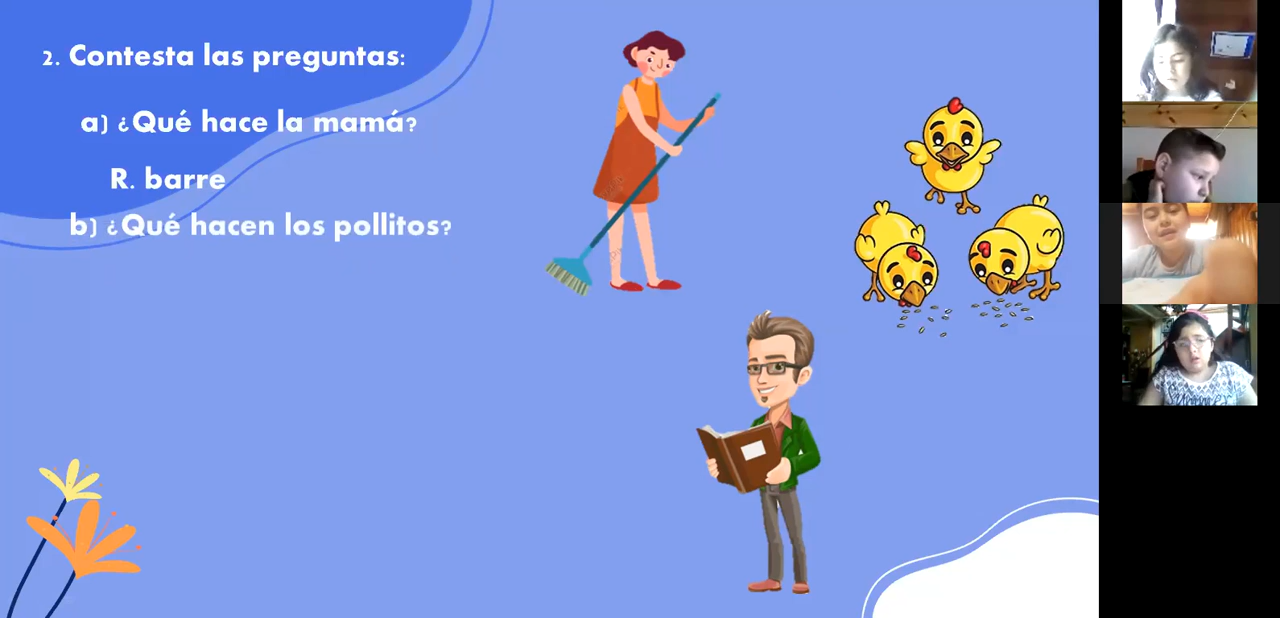 2. Contesta las preguntas:
a) ¿Qué hace la mamá?
R. barre
b) ¿Qué hacen los pollitos?